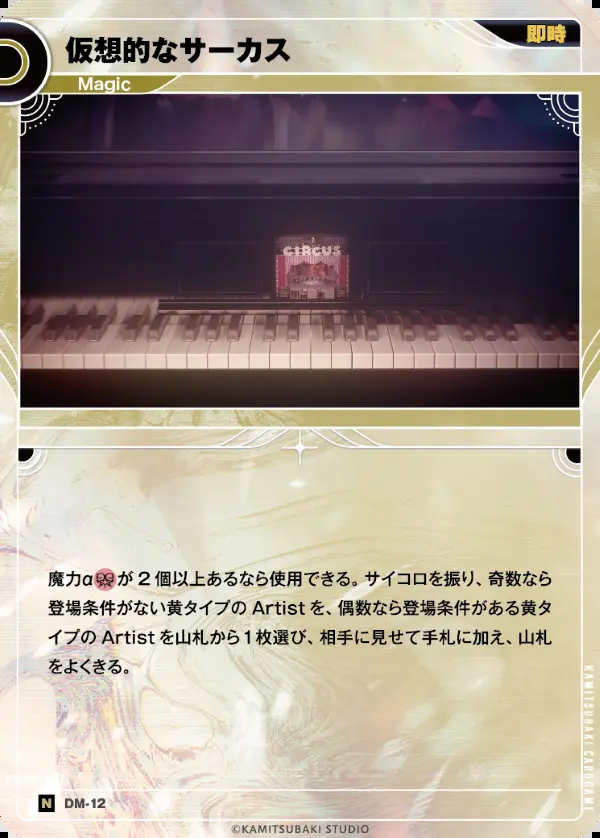 仮想的なサーカス
即時
Magic
CIRCUS
魔力αが2個以上あるなら使用できる。サイコロを振り、奇数なら
登場条件がない黄タイプの Artist を、偶数なら登場条件がある黄タ
イプの Artist を山札から1枚選び、相手に見せて手札に加え、山札
をよくきる。
KAMITSUBAKI CARDGAME
N DM-12
©KAMITSUBAKI STUDIO